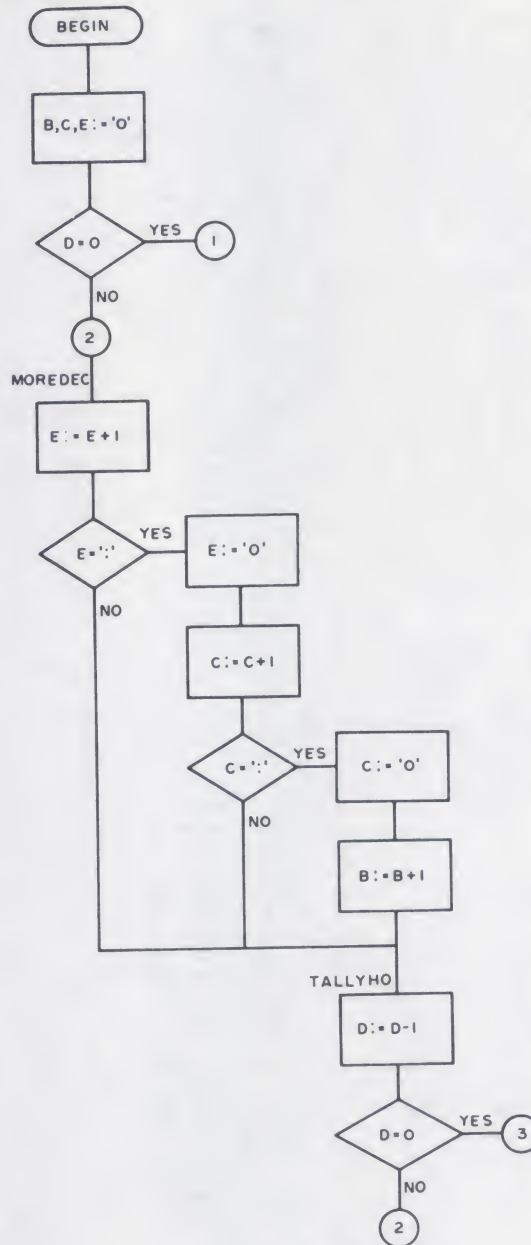 BEGIN
B,C,E:='0'
D=0
YES
1
NO
2
MOREDEC
E:=E+1
E=':'
YES
E:='0'
NO
C:=C+1
C=':'
YES
C:='0'
NO
B:=B+1
TALLYHO
D:=D-1
D=0
YES
3
NO
2